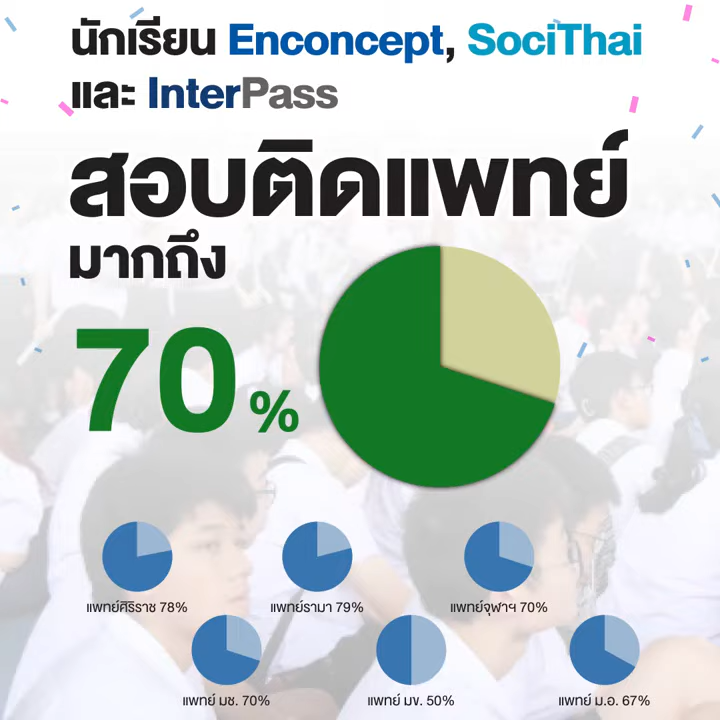 นักเรียน Enconcept, SociThai
และ InterPass
สอบติดแพทย์
มากถึง
70 %
แพทย์ศิริราช 78%
แพทย์รามา 79%
แพทย์จุฬาฯ 70%
แพทย์ มช. 70%
แพทย์ มข. 50%
แพทย์ ม.อ. 67%